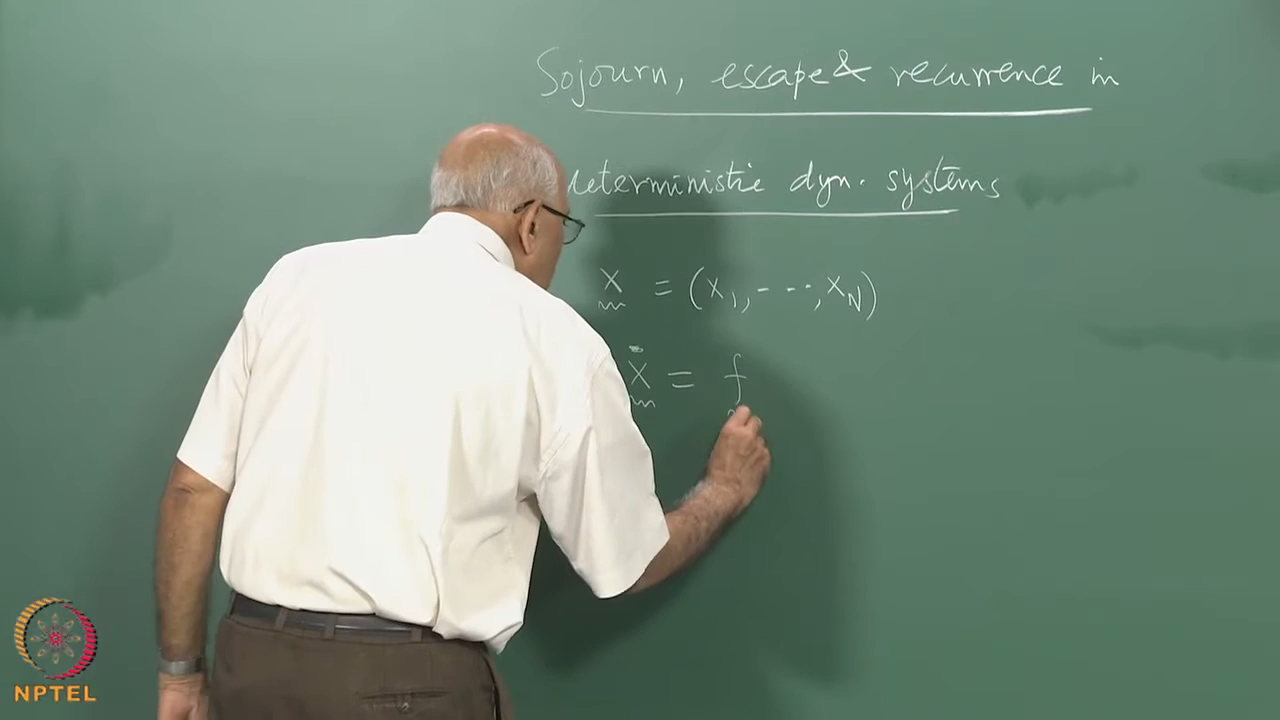 Sojourn, escape & recurrence in
deterministic dyn. systems
x = (x1, - - - -, xN)
ẋ = f
NPTEL